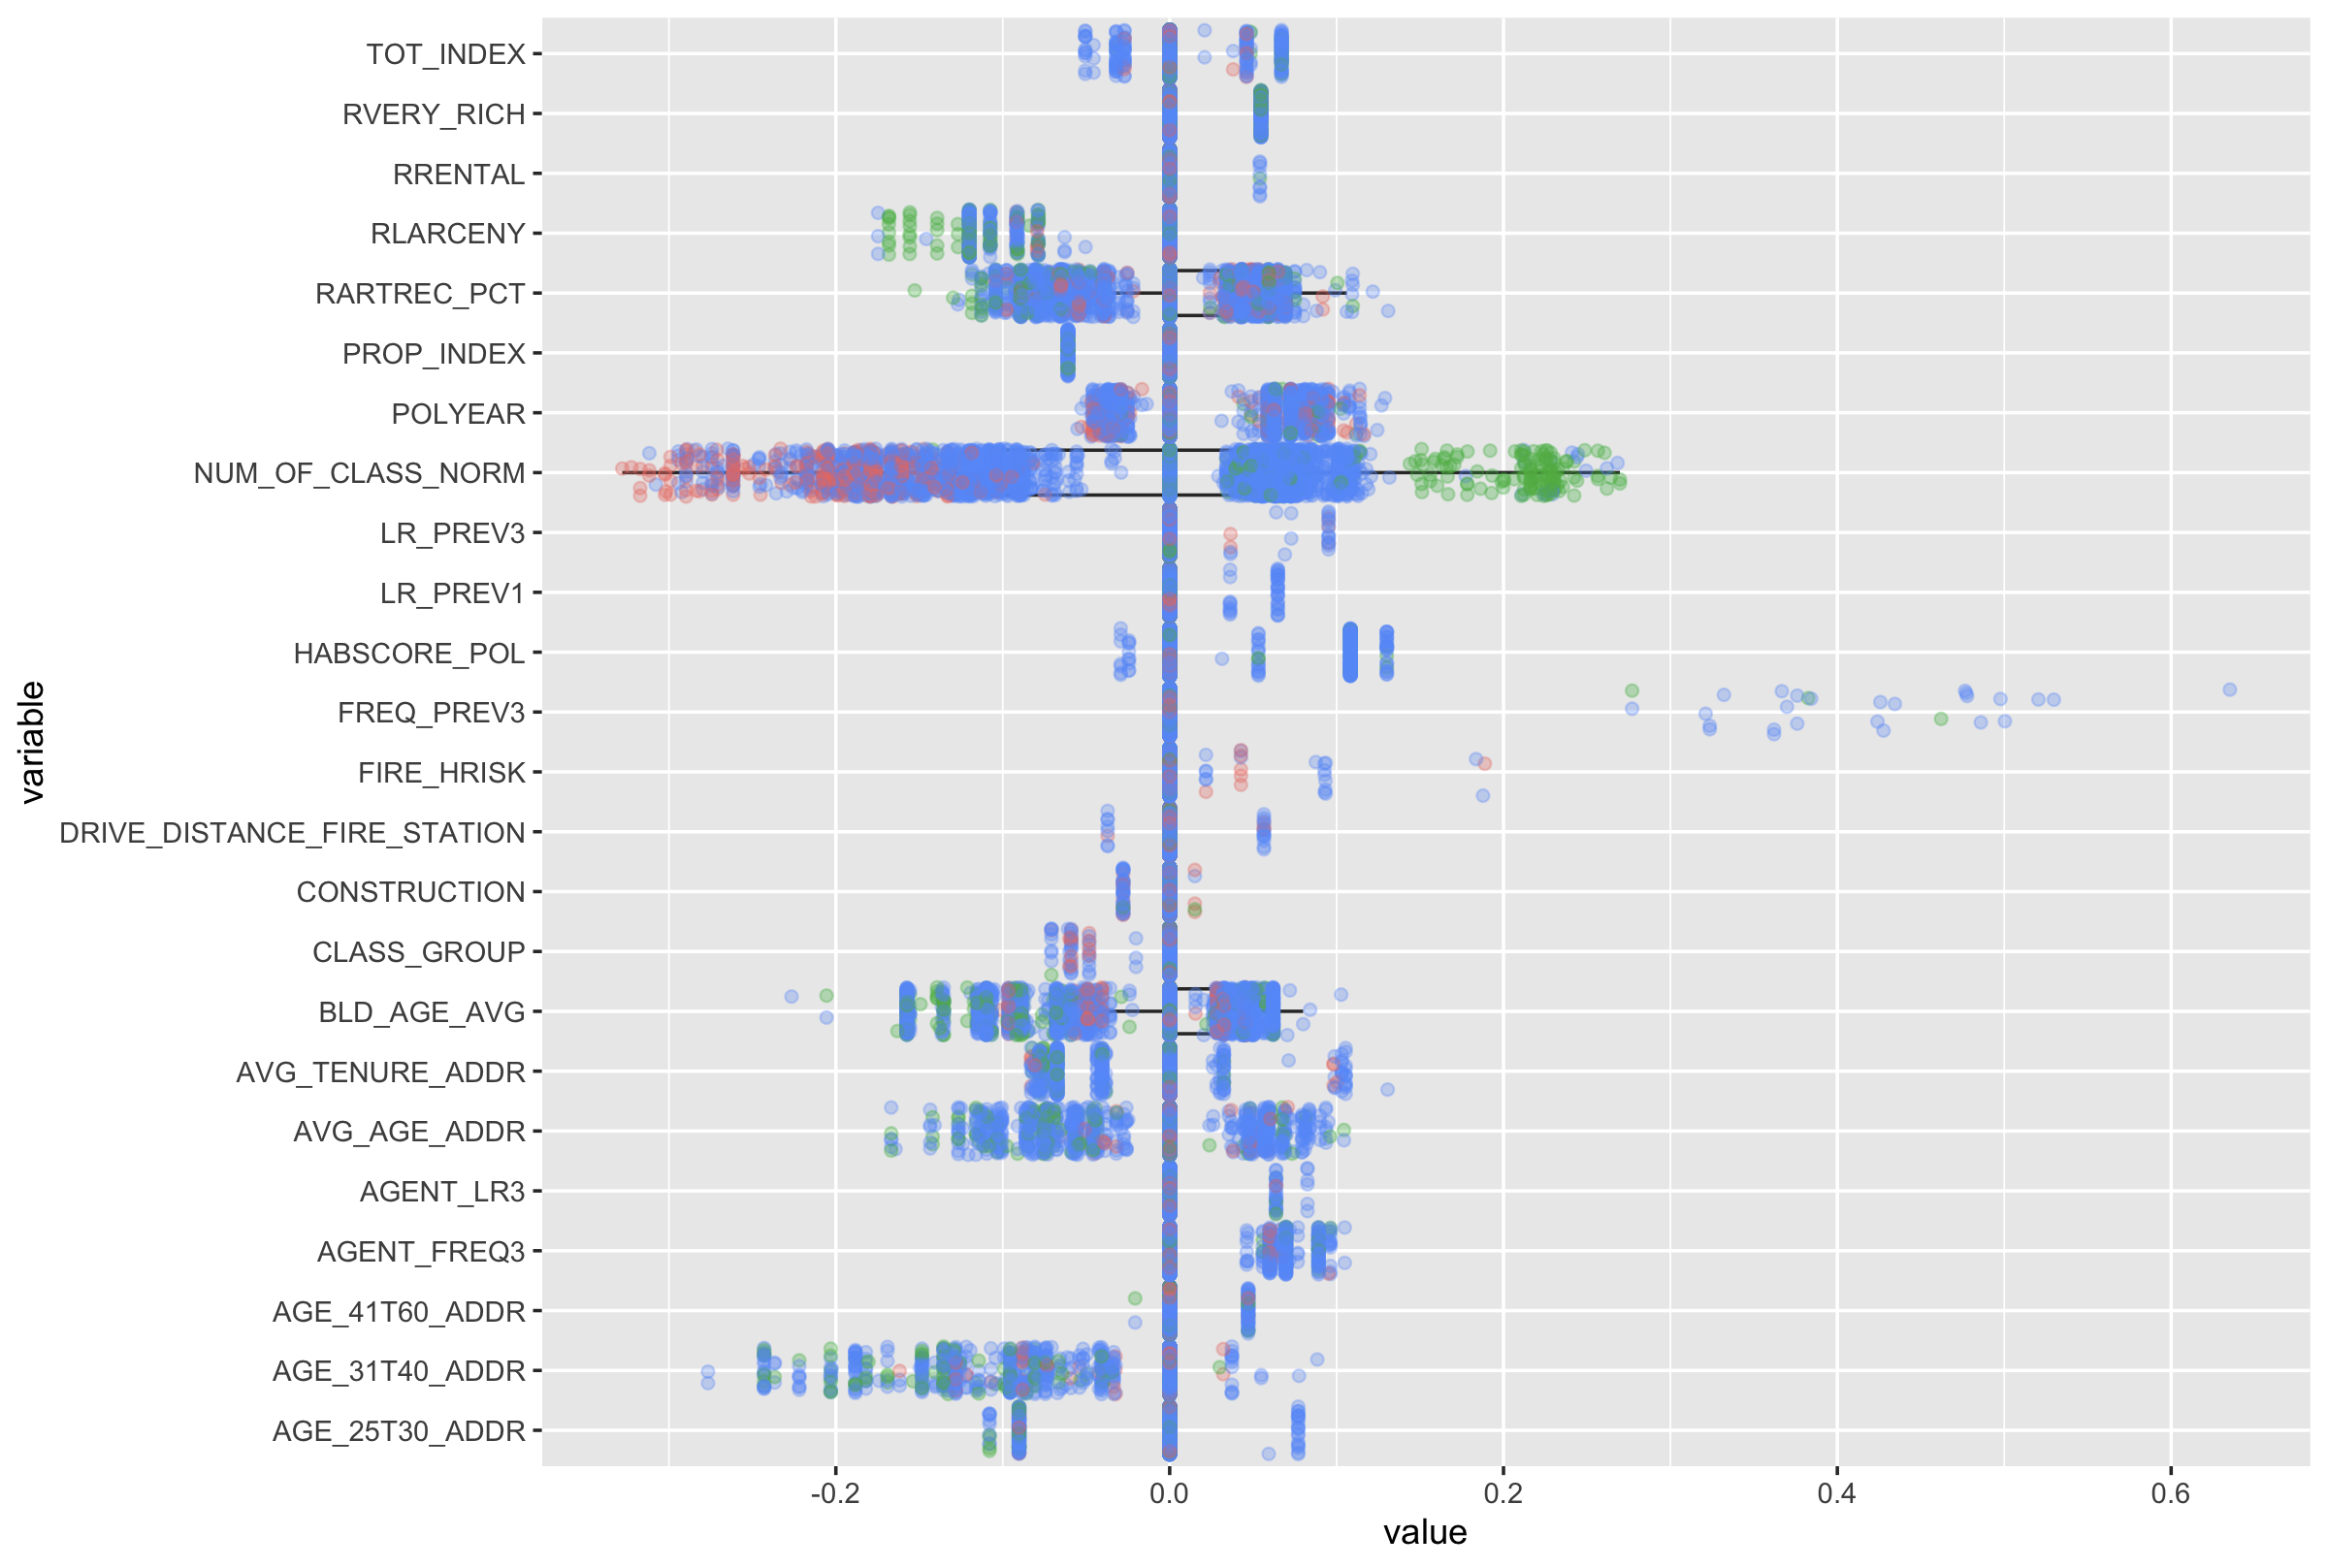 TOT_INDEX
RVERY_RICH
RRENTAL
RLARCENY
RARTREC_PCT
PROP_INDEX
POLYEAR
NUM_OF_CLASS_NORM
LR_PREV3
LR_PREV1
HABSCORE_POL
FREQ_PREV3
FIRE_HRISK
DRIVE_DISTANCE_FIRE_STATION
CONSTRUCTION
CLASS_GROUP
BLD_AGE_AVG
AVG_TENURE_ADDR
AVG_AGE_ADDR
AGENT_LR3
AGENT_FREQ3
AGE_41T60_ADDR
AGE_31T40_ADDR
AGE_25T30_ADDR
variable
-0.2 0.0 0.2 0.4 0.6
value